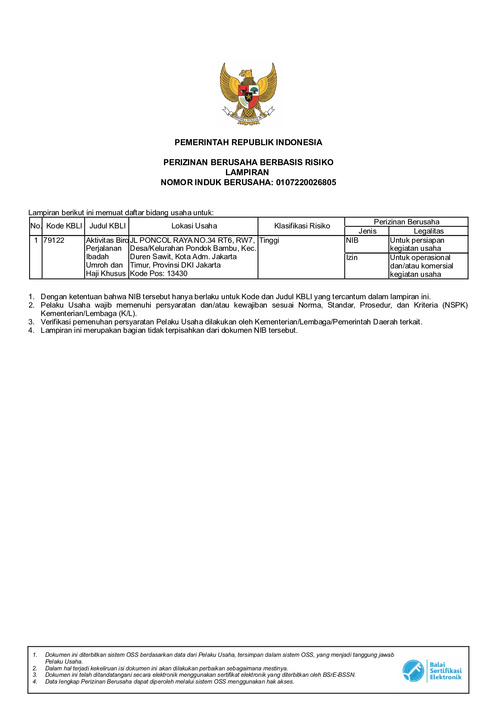 PEMERINTAH REPUBLIK INDONESIA
PERIZINAN BERUSAHA BERBASIS RISIKO
LAMPIRAN
NOMOR INDUK BERUSAHA: 0107220026805
Lampiran berikut ini memuat daftar bidang usaha untuk:
No. Kode KBLI Judul KBLI Lokasi Usaha Klasifikasi Risiko Perizinan Berusaha
Jenis Legalitas
1 79122 Aktivitas Biro JL PONCOL RAYA NO.34 RT6, RW7, Tinggi NIB Untuk persiapan
Perjalanan Desa/Kelurahan Pondok Bambu, Kec. kegiatan usaha
Ibadah Duren Sawit, Kota Adm. Jakarta Izin Untuk operasional
Umroh dan Timur, Provinsi DKI Jakarta dan/atau komersial
Haji Khusus Kode Pos: 13430 kegiatan usaha
1. Dengan ketentuan bahwa NIB tersebut hanya berlaku untuk Kode dan Judul KBLI yang tercantum dalam lampiran ini.
2. Pelaku Usaha wajib memenuhi persyaratan dan/atau kewajiban sesuai Norma, Standar, Prosedur, dan Kriteria (NSPK)
Kementerian/Lembaga (K/L).
3. Verifikasi pemenuhan persyaratan Pelaku Usaha dilakukan oleh Kementerian/Lembaga/Pemerintah Daerah terkait.
4. Lampiran ini merupakan bagian tidak terpisahkan dari dokumen NIB tersebut.
1. Dokumen ini diterbitkan sistem OSS berdasarkan data dari Pelaku Usaha, tersimpan dalam sistem OSS, yang menjadi tanggung jawab
Pelaku Usaha.
2. Dalam hal terjadi kekeliruan isi dokumen ini akan dilakukan perbaikan sebagaimana mestinya.
3. Dokumen ini telah ditandatangani secara elektronik menggunakan sertifikat elektronik yang diterbitkan oleh BSrE-BSSN.
4. Data lengkap Perizinan Berusaha dapat diperoleh melalui sistem OSS menggunakan hak akses.
Balai
Sertifikasi
Elektronik